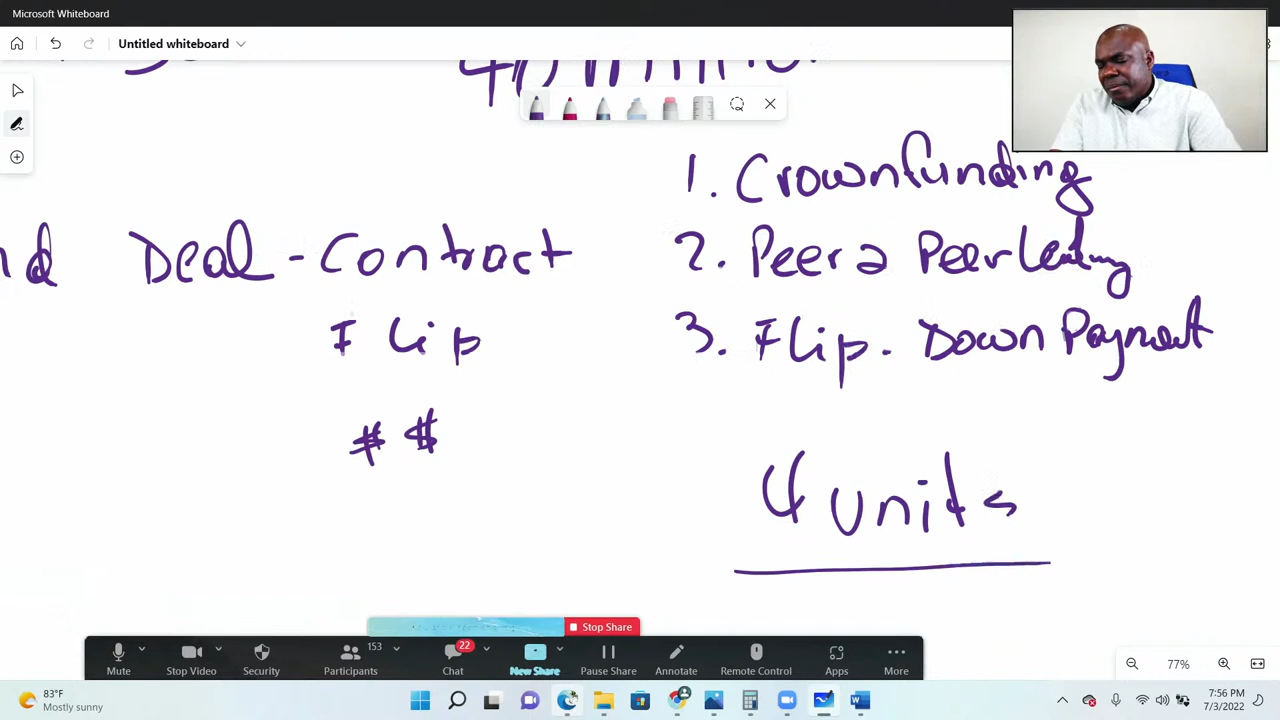 Microsoft Whiteboard
Untitled whiteboard
1. Crownfunding
nd Deal - Contract
2. Peer 2 Peer Lending
Flip
3. Flip. Down Payment
$ $
4 units
Stop Share
153
22
Mute
Stop Video
Security
Participants
Chat
New Share
Pause Share
Annotate
Remote Control
Apps
More
77%
83°F
Mostly sunny
7:56 PM
7/3/2022